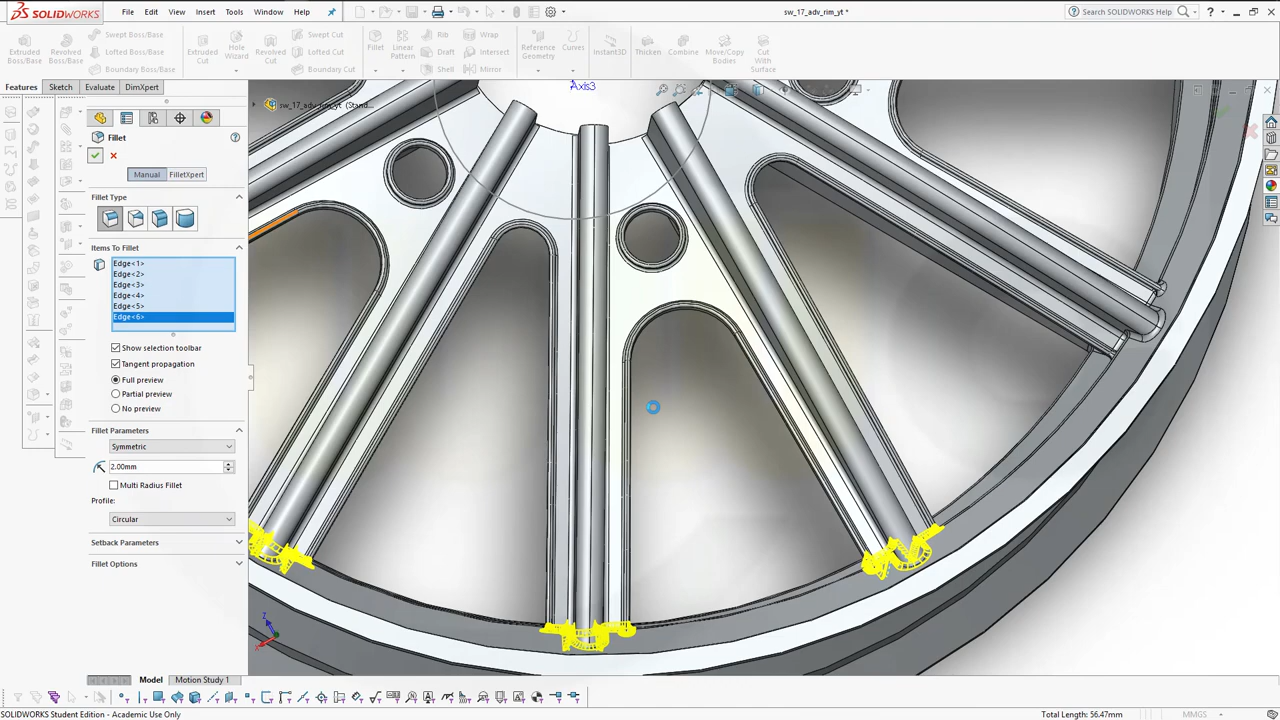 SOLIDWORKS
File Edit View Insert Tools Window Help
sw_17_adv_rim_yt *
Search SOLIDWORKS Help
Extruded Boss/Base
Revolved Boss/Base
Swept Boss/Base
Lofted Boss/Base
Boundary Boss/Base
Extruded Cut
Hole Wizard
Revolved Cut
Swept Cut
Lofted Cut
Boundary Cut
Fillet
Linear Pattern
Rib
Draft
Shell
Wrap
Intersect
Mirror
Reference Geometry
Curves
Instant3D
Thicken
Combine
Move/Copy Bodies
Cut With Surface
Features Sketch Evaluate DimXpert
sw_17_adv_rim_yt (Stand...
Axis3
Fillet
Manual FilletXpert
Fillet Type
Items To Fillet
Edge<1>
Edge<2>
Edge<3>
Edge<4>
Edge<5>
Edge<6>
Show selection toolbar
Tangent propagation
Full preview
Partial preview
No preview
Fillet Parameters
Symmetric
2.00mm
Multi Radius Fillet
Profile:
Circular
Setback Parameters
Fillet Options
Z
X
Model Motion Study 1
SOLIDWORKS Student Edition - Academic Use Only
Total Length: 56.47mm
MMGS